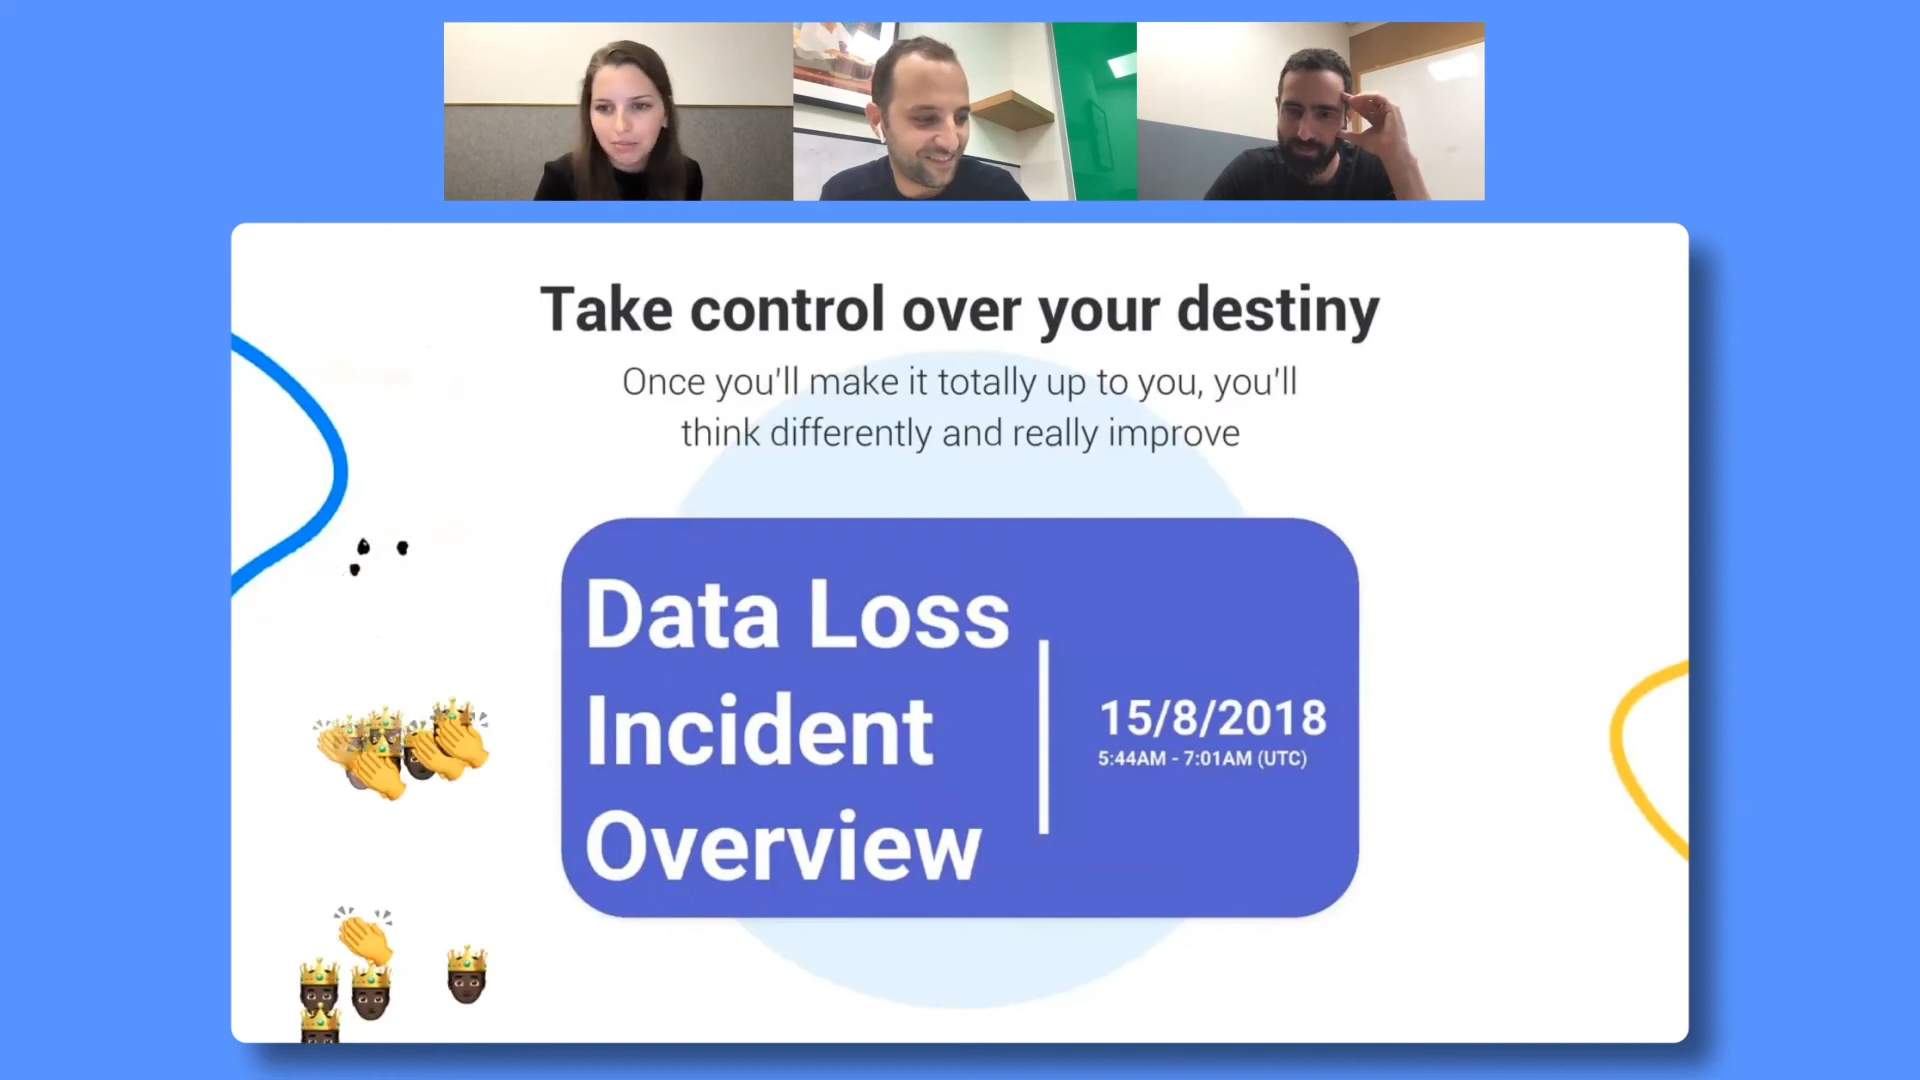 Take control over your destiny
Once you'll make it totally up to you, you'll
think differently and really improve
Data Loss
Incident
Overview
15/8/2018
5:44AM - 7:01AM (UTC)